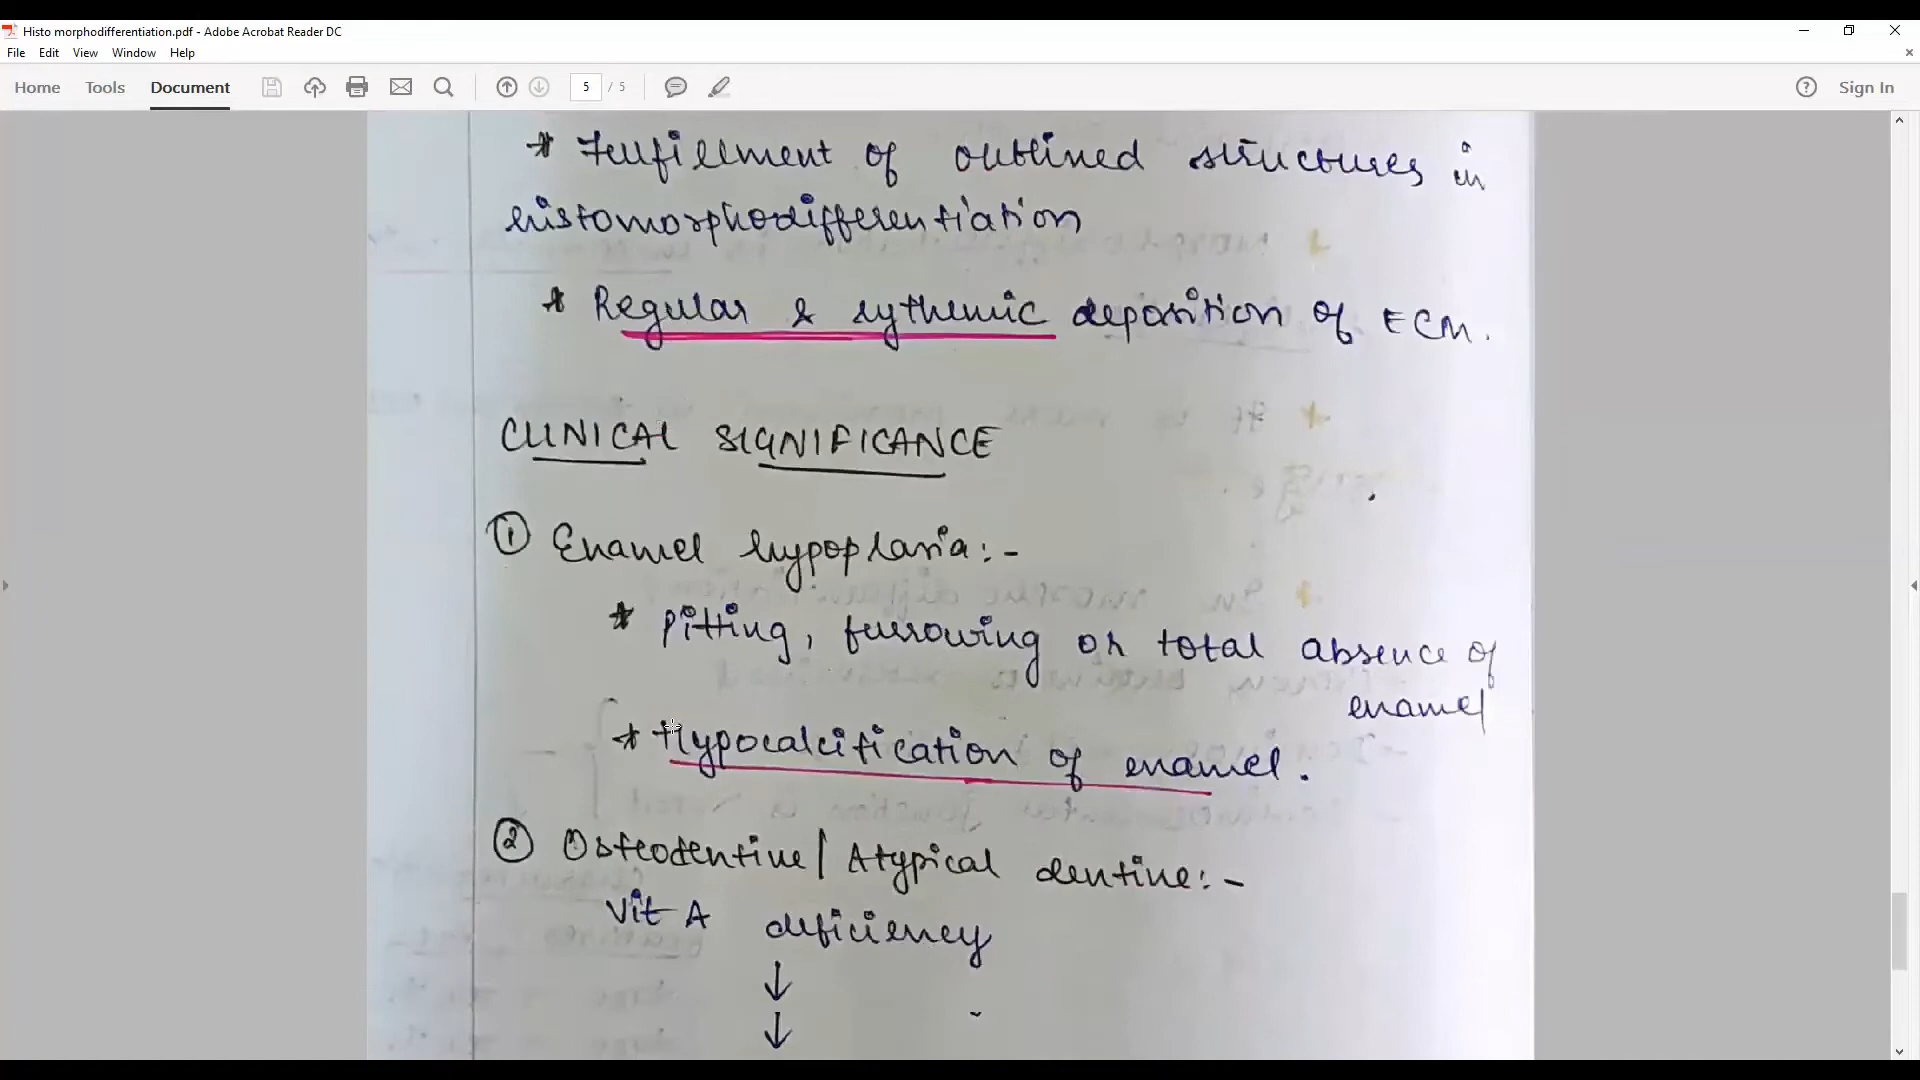 Histo morphodifferentiation.pdf - Adobe Acrobat Reader DC
File Edit View Window Help
Home Tools Document 5 / 5 Sign In
* Fulfillment of outlined structures in
histomorphodifferentiation
* Regular & rythemic deposition of ECM.
CLINICAL SIGNIFICANCE
① Enamel hypoplasia:-
* Pitting, furrowing or total absence of
enamel
* Hypocalcification of enamel.
② Osteodentine/Atypical dentine:-
Vit A deficiency
↓
↓